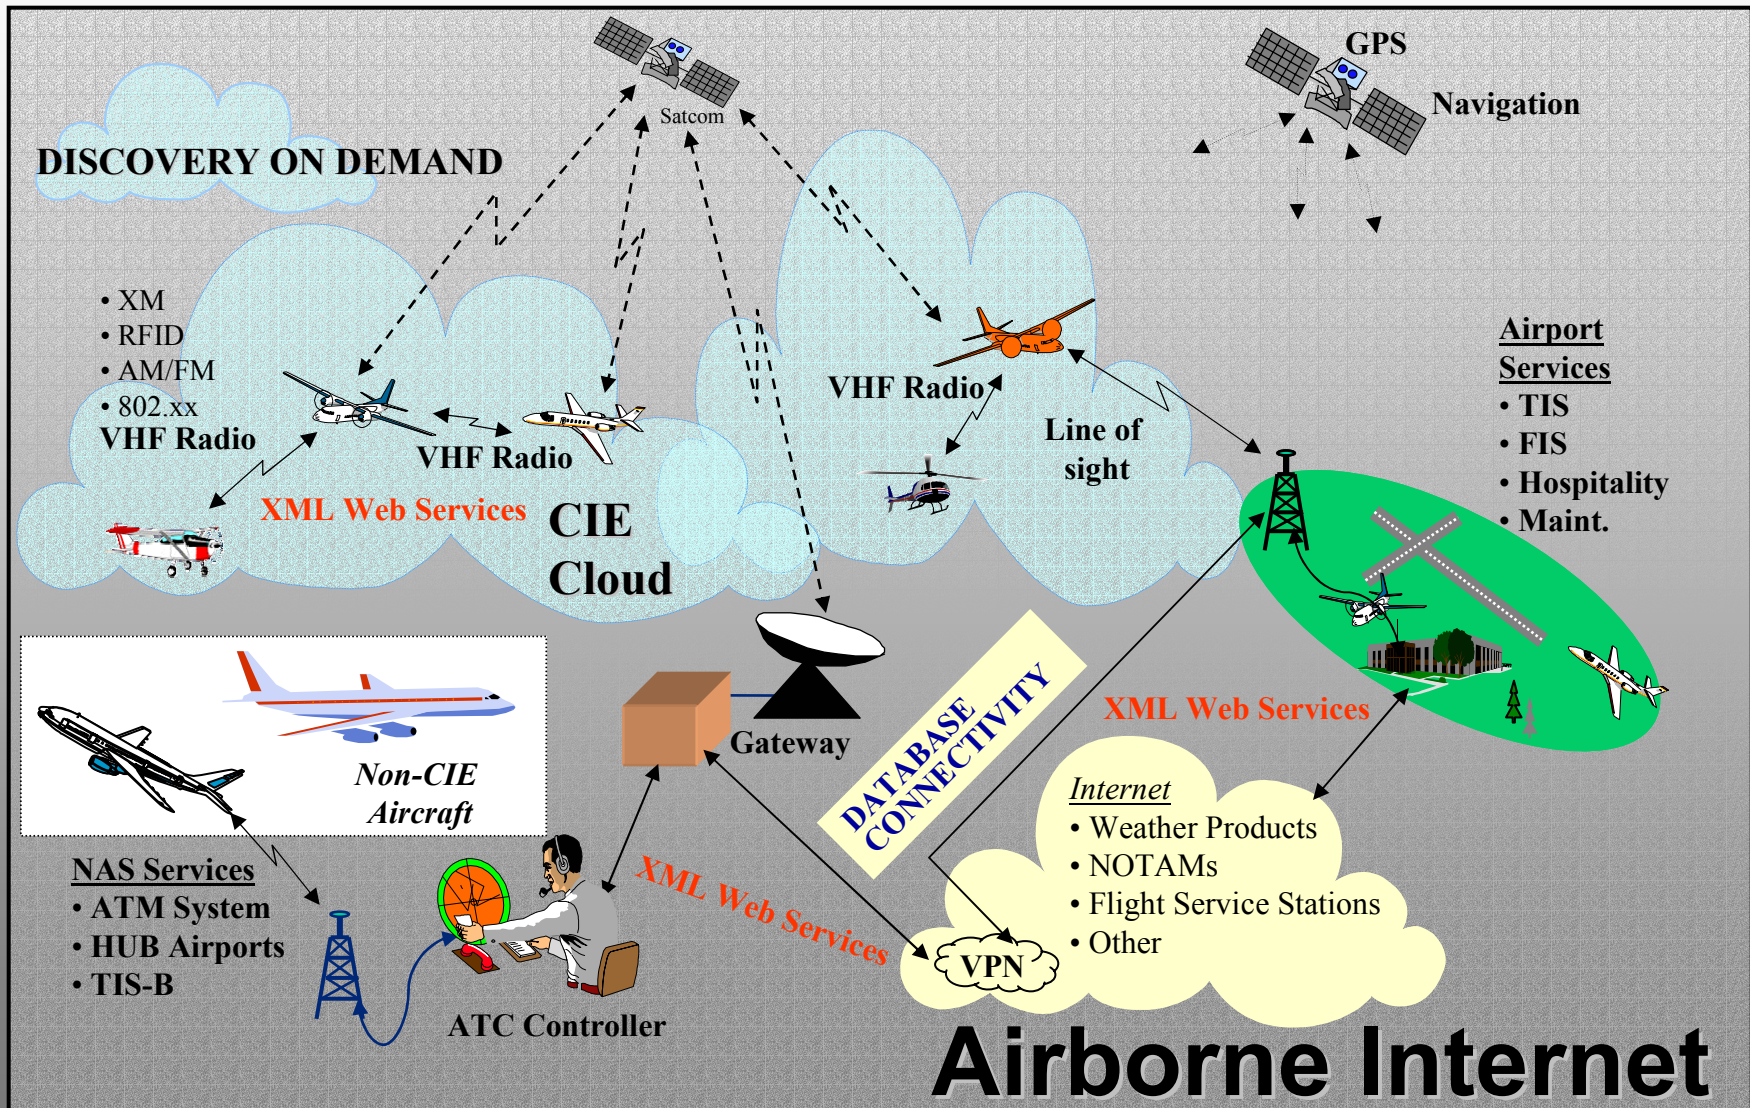 GPS
Navigation
Satcom
DISCOVERY ON DEMAND
• XM
• RFID
• AM/FM
• 802.xx
VHF Radio
VHF Radio
VHF Radio
Line of
sight
Airport
Services
• TIS
• FIS
• Hospitality
• Maint.
XML Web Services
CIE
Cloud
Non-CIE
Aircraft
Gateway
DATABASE
CONNECTIVITY
XML Web Services
Internet
• Weather Products
• NOTAMs
• Flight Service Stations
• Other
VPN
XML Web Services
NAS Services
• ATM System
• HUB Airports
• TIS-B
ATC Controller
Airborne Internet